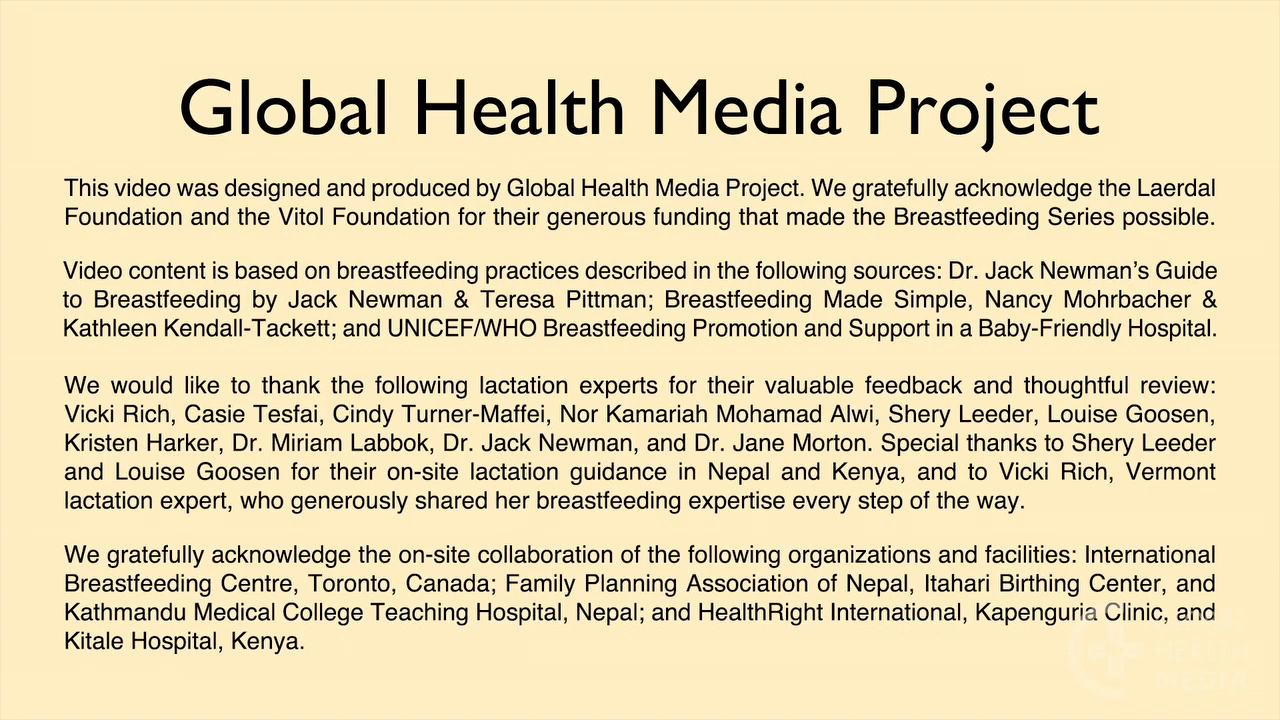 Global Health Media Project
This video was designed and produced by Global Health Media Project. We gratefully acknowledge the Laerdal
Foundation and the Vitol Foundation for their generous funding that made the Breastfeeding Series possible.
Video content is based on breastfeeding practices described in the following sources: Dr. Jack Newman’s Guide
to Breastfeeding by Jack Newman & Teresa Pittman; Breastfeeding Made Simple, Nancy Mohrbacher &
Kathleen Kendall-Tackett; and UNICEF/WHO Breastfeeding Promotion and Support in a Baby-Friendly Hospital.
We would like to thank the following lactation experts for their valuable feedback and thoughtful review:
Vicki Rich, Casie Tesfai, Cindy Turner-Maffei, Nor Kamariah Mohamad Alwi, Shery Leeder, Louise Goosen,
Kristen Harker, Dr. Miriam Labbok, Dr. Jack Newman, and Dr. Jane Morton. Special thanks to Shery Leeder
and Louise Goosen for their on-site lactation guidance in Nepal and Kenya, and to Vicki Rich, Vermont
lactation expert, who generously shared her breastfeeding expertise every step of the way.
We gratefully acknowledge the on-site collaboration of the following organizations and facilities: International
Breastfeeding Centre, Toronto, Canada; Family Planning Association of Nepal, Itahari Birthing Center, and
Kathmandu Medical College Teaching Hospital, Nepal; and HealthRight International, Kapenguria Clinic, and
Kitale Hospital, Kenya.
HEALTH
MEDIA